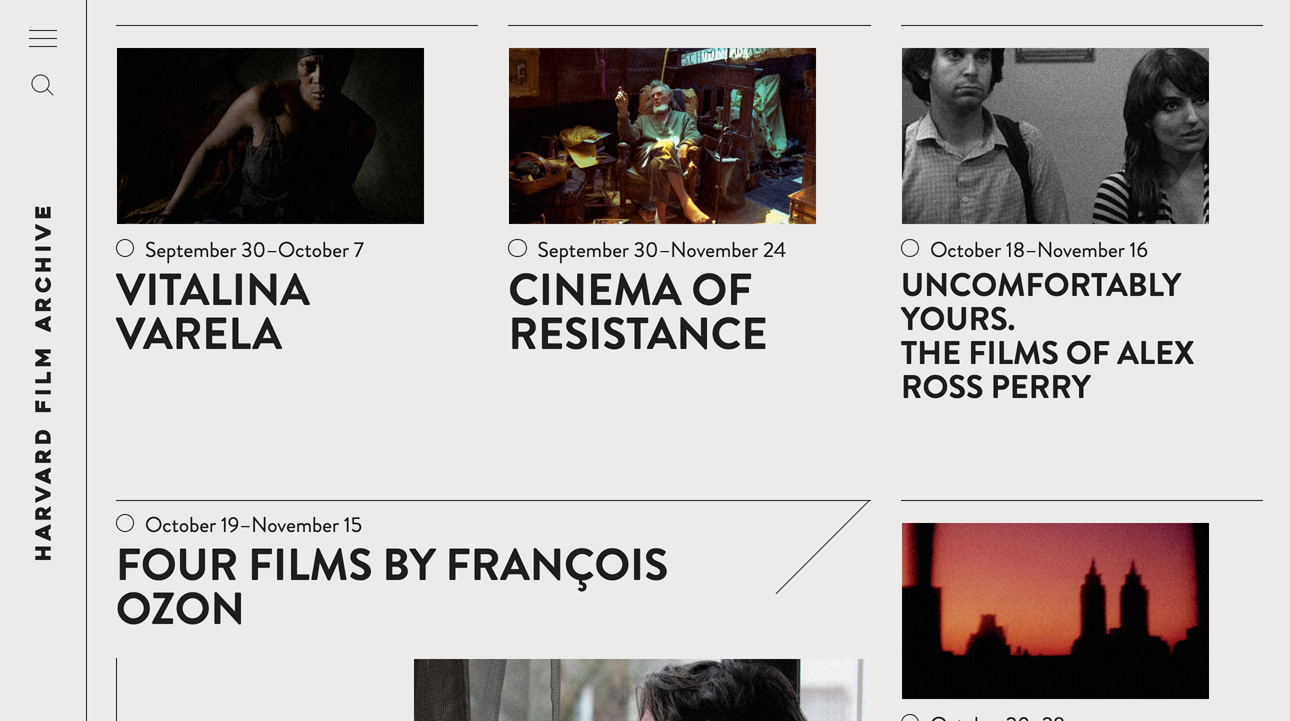 HARVARD FILM ARCHIVE
September 30–October 7
VITALINA
VARELA
September 30–November 24
CINEMA OF
RESISTANCE
October 18–November 16
UNCOMFORTABLY
YOURS.
THE FILMS OF ALEX
ROSS PERRY
October 19–November 15
FOUR FILMS BY FRANÇOIS
OZON